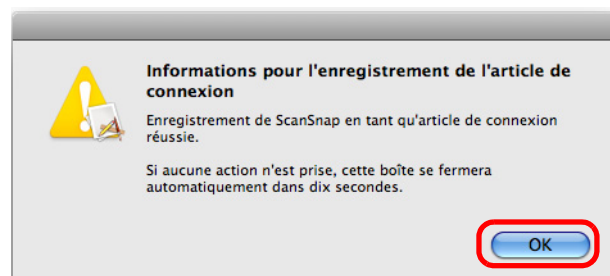 Informations pour l'enregistrement de l'article de
connexion
Enregistrement de ScanSnap en tant qu'article de connexion
réussie.
Si aucune action n'est prise, cette boîte se fermera
automatiquement dans dix secondes.
OK